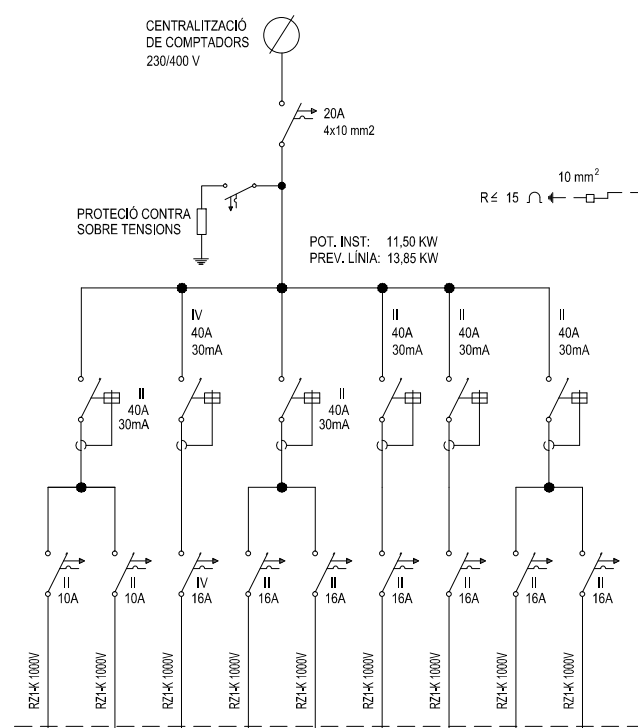 CENTRALITZACIÓ
DE COMPTADORS
230/400 V
20A
4x10 mm2
10 mm²
R≤ 15
PROTECIÓ CONTRA
SOBRE TENSIONS
POT. INST: 11,50 KW
PREV. LÍNIA: 13,85 KW
IV
40A
30mA
II
40A
30mA
II
40A
30mA
II
40A
30mA
II
40A
30mA
II
40A
30mA
II
10A
II
10A
IV
16A
II
16A
II
16A
II
16A
II
16A
II
16A
II
16A
RZ1-K 1000V
RZ1-K 1000V
RZ1-K 1000V
RZ1-K 1000V
RZ1-K 1000V
RZ1-K 1000V
RZ1-K 1000V
RZ1-K 1000V
RZ1-K 1000V